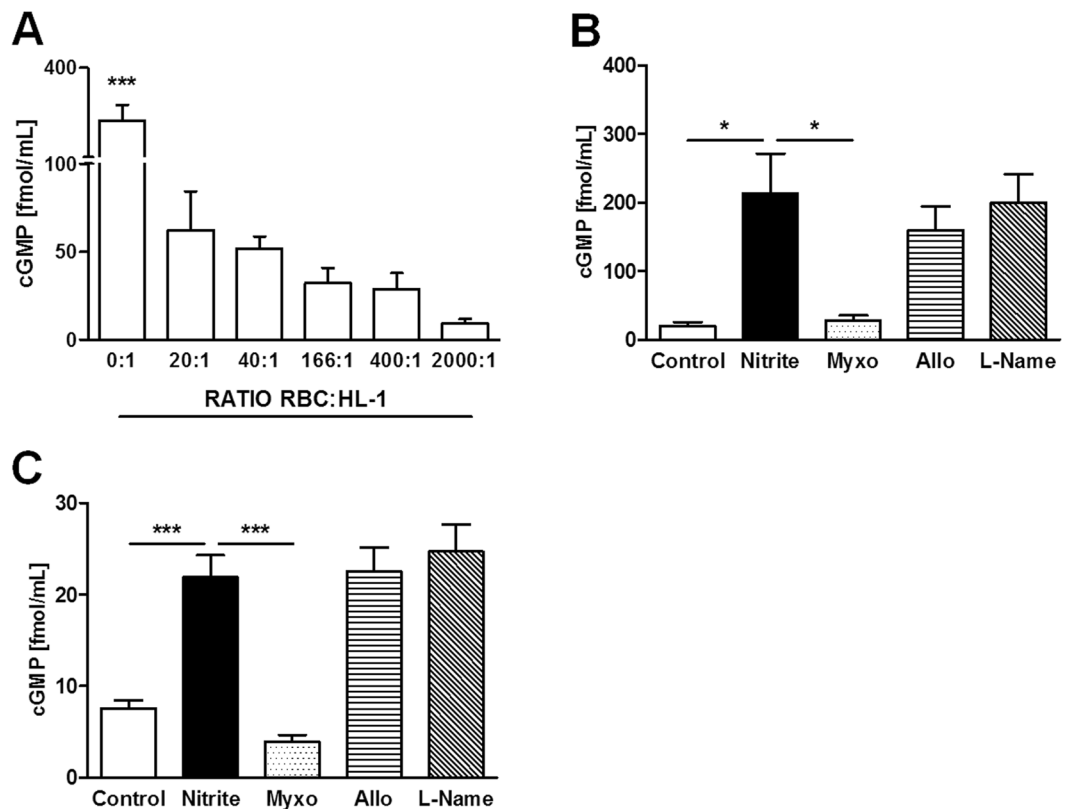 A
cGMP [fmol/mL]
400
100
50
0
***
0:1 20:1 40:1 166:1 400:1 2000:1
RATIO RBC:HL-1
B
cGMP [fmol/mL]
400
300
200
100
0
* *
Control Nitrite Myxo Allo L-Name
C
cGMP [fmol/mL]
30
20
10
0
*** ***
Control Nitrite Myxo Allo L-Name